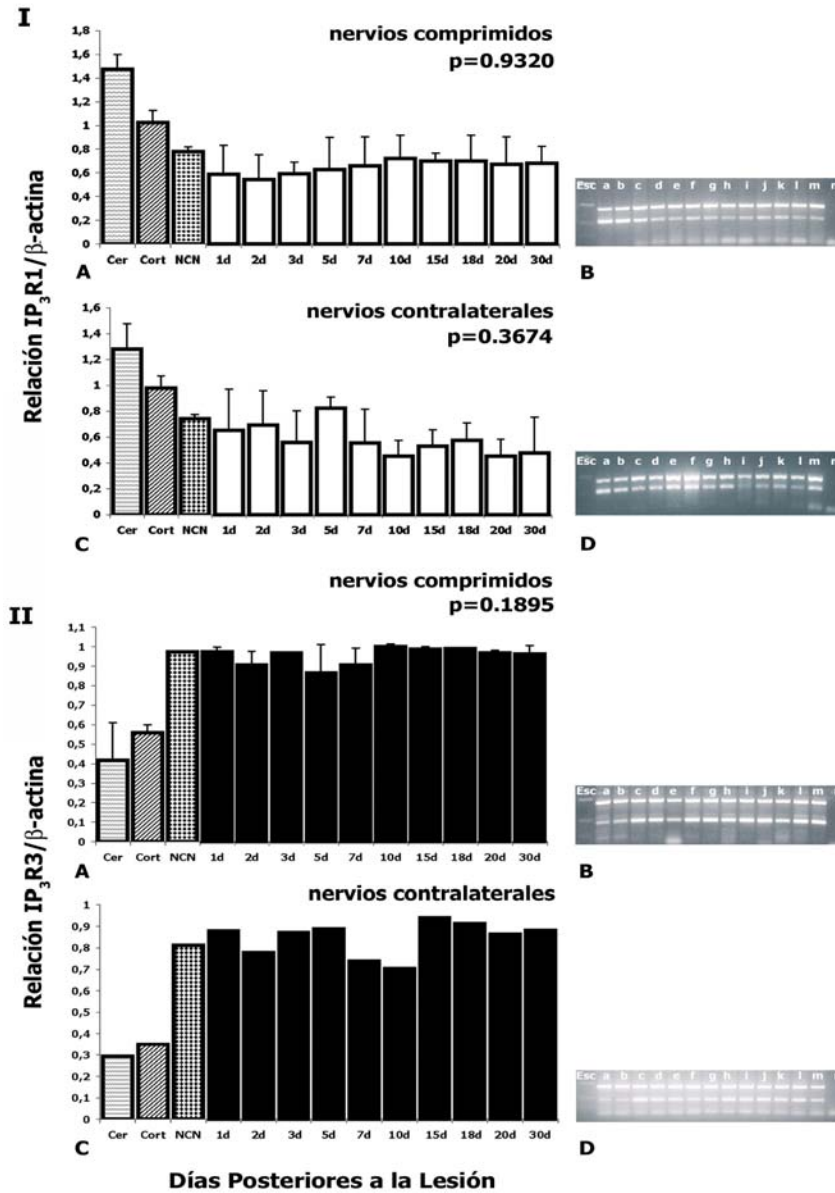 I
nervios comprimidos
p=0.9320
Relación IP₃R1/β-actina
1,8
1,6
1,4
1,2
1
0,8
0,6
0,4
0,2
0
Cer Cort NCN 1d 2d 3d 5d 7d 10d 15d 18d 20d 30d
A
Esc a b c d e f g h i j k l m n
B
nervios contralaterales
p=0.3674
1,6
1,4
1,2
1
0,8
0,6
0,4
0,2
0
Cer Cort NCN 1d 2d 3d 5d 7d 10d 15d 18d 20d 30d
C
Esc a b c d e f g h i j k l m n
D
II
nervios comprimidos
p=0.1895
Relación IP₃R3/β-actina
1,1
1
0,9
0,8
0,7
0,6
0,5
0,4
0,3
0,2
0,1
0
Cer Cort NCN 1d 2d 3d 5d 7d 10d 15d 18d 20d 30d
A
Esc a b c d e f g h i j k l m
B
nervios contralaterales
1
0,9
0,8
0,7
0,6
0,5
0,4
0,3
0,2
0,1
0
Cer Cort NCN 1d 2d 3d 5d 7d 10d 15d 18d 20d 30d
C
Esc a b c d e f g h i j k l m
D
Días Posteriores a la Lesión